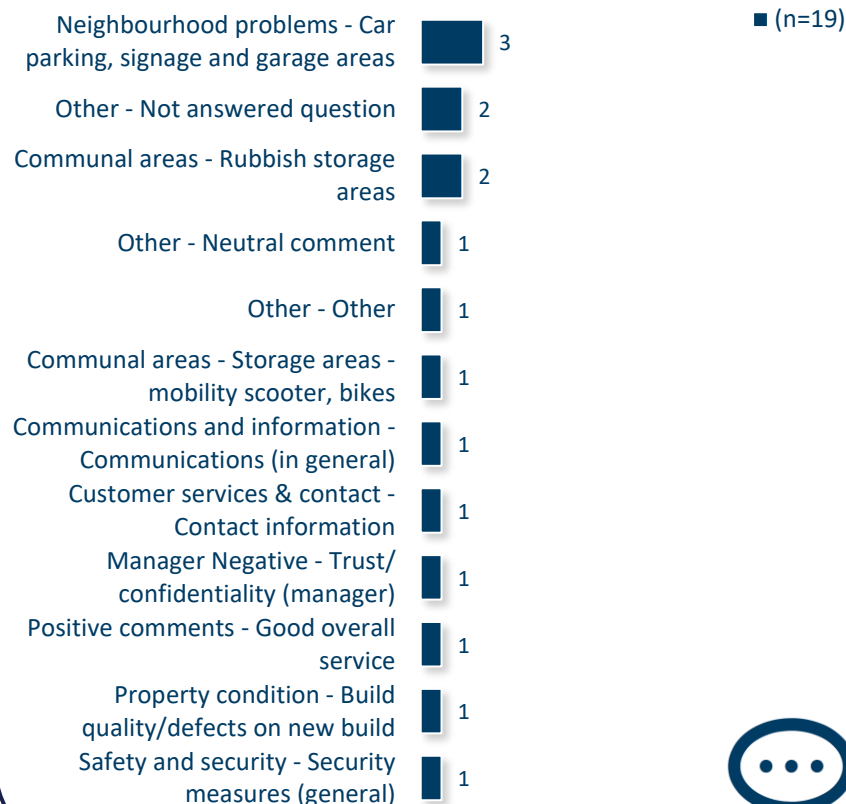 Neighbourhood problems - Car
parking, signage and garage areas
3
(n=19)
Other - Not answered question
2
Communal areas - Rubbish storage
areas
2
Other - Neutral comment
1
Other - Other
1
Communal areas - Storage areas -
mobility scooter, bikes
1
Communications and information -
Communications (in general)
1
Customer services & contact -
Contact information
1
Manager Negative - Trust/
confidentiality (manager)
1
Positive comments - Good overall
service
1
Property condition - Build
quality/defects on new build
1
Safety and security - Security
measures (general)
1